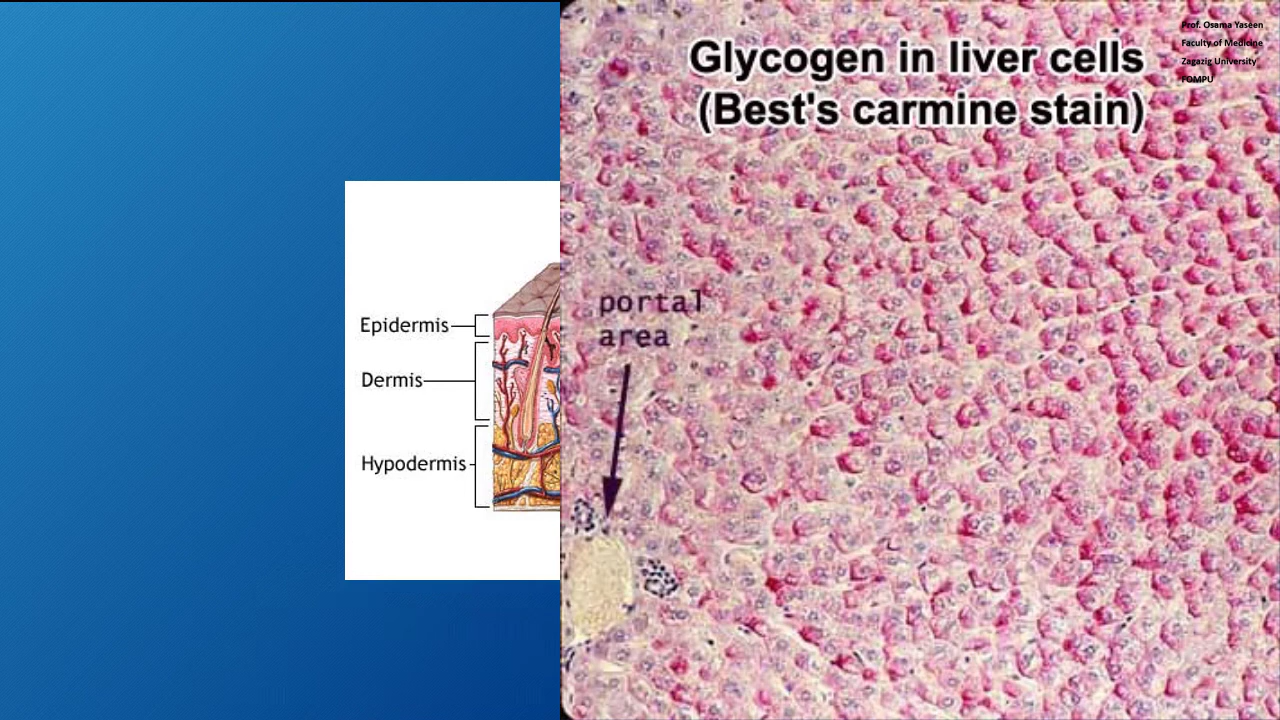 Glycogen in liver cells
(Best's carmine stain)
Prof. Osama Yaseen
Faculty of Medicine
Zagazig University
FOMPU
portal
area
Epidermis
Dermis
Hypodermis